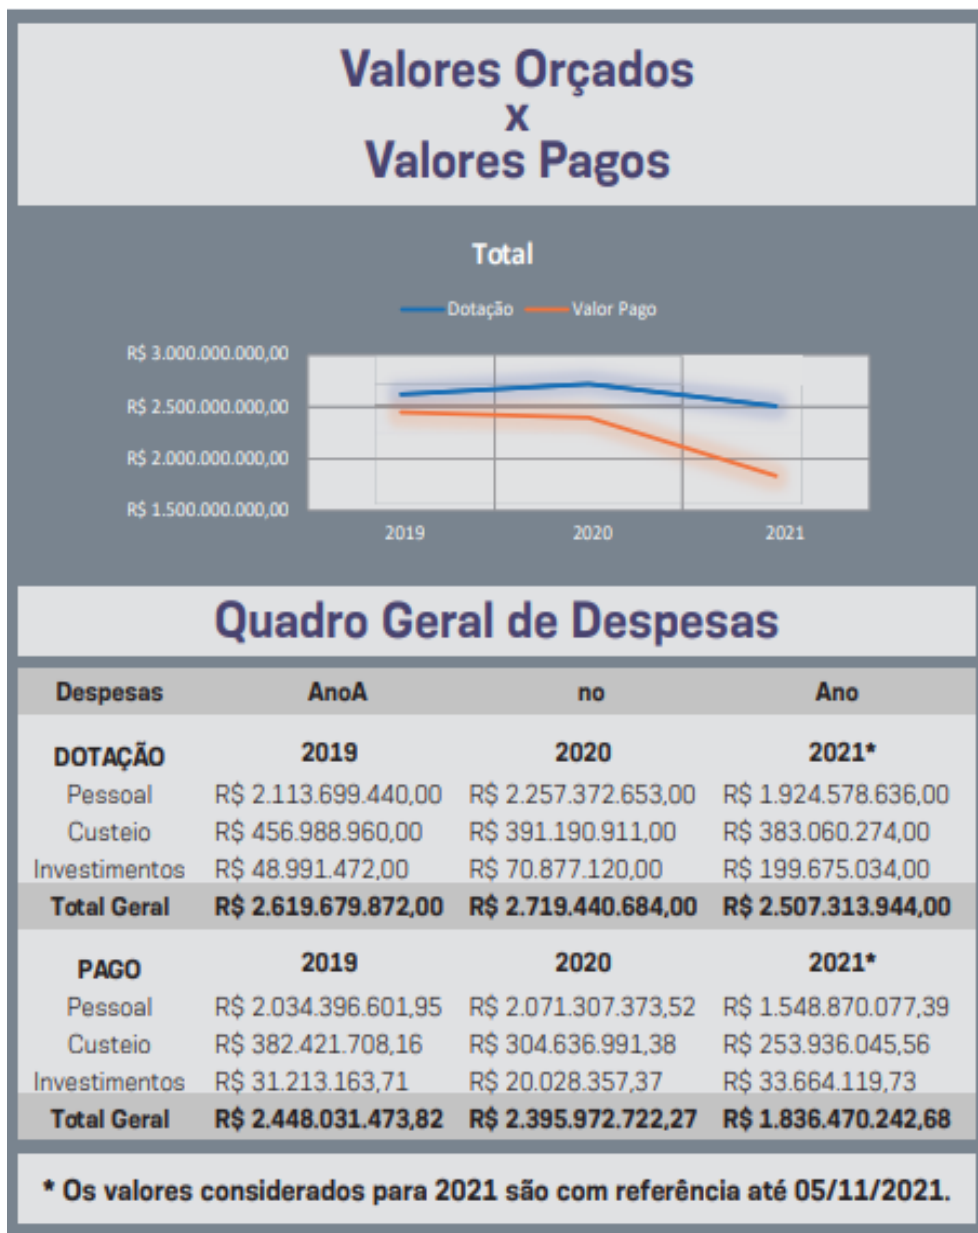 Valores Orçados
x
Valores Pagos
Total
Dotação Valor Pago
R$ 3.000.000.000,00
R$ 2.500.000.000,00
R$ 2.000.000.000,00
R$ 1.500.000.000,00
2019 2020 2021
Quadro Geral de Despesas
Despesas AnoA no Ano
DOTAÇÃO 2019 2020 2021*
Pessoal R$ 2.113.699.440,00 R$ 2.257.372.653,00 R$ 1.924.578.636,00
Custeio R$ 456.988.960,00 R$ 391.190.911,00 R$ 383.060.274,00
Investimentos R$ 48.991.472,00 R$ 70.877.120,00 R$ 199.675.034,00
Total Geral R$ 2.619.679.872,00 R$ 2.719.440.684,00 R$ 2.507.313.944,00
PAGO 2019 2020 2021*
Pessoal R$ 2.034.396.601,95 R$ 2.071.307.373,52 R$ 1.548.870.077,39
Custeio R$ 382.421.708,16 R$ 304.636.991,38 R$ 253.936.045,56
Investimentos R$ 31.213.163,71 R$ 20.028.357,37 R$ 33.664.119,73
Total Geral R$ 2.448.031.473,82 R$ 2.395.972.722,27 R$ 1.836.470.242,68
* Os valores considerados para 2021 são com referência até 05/11/2021.